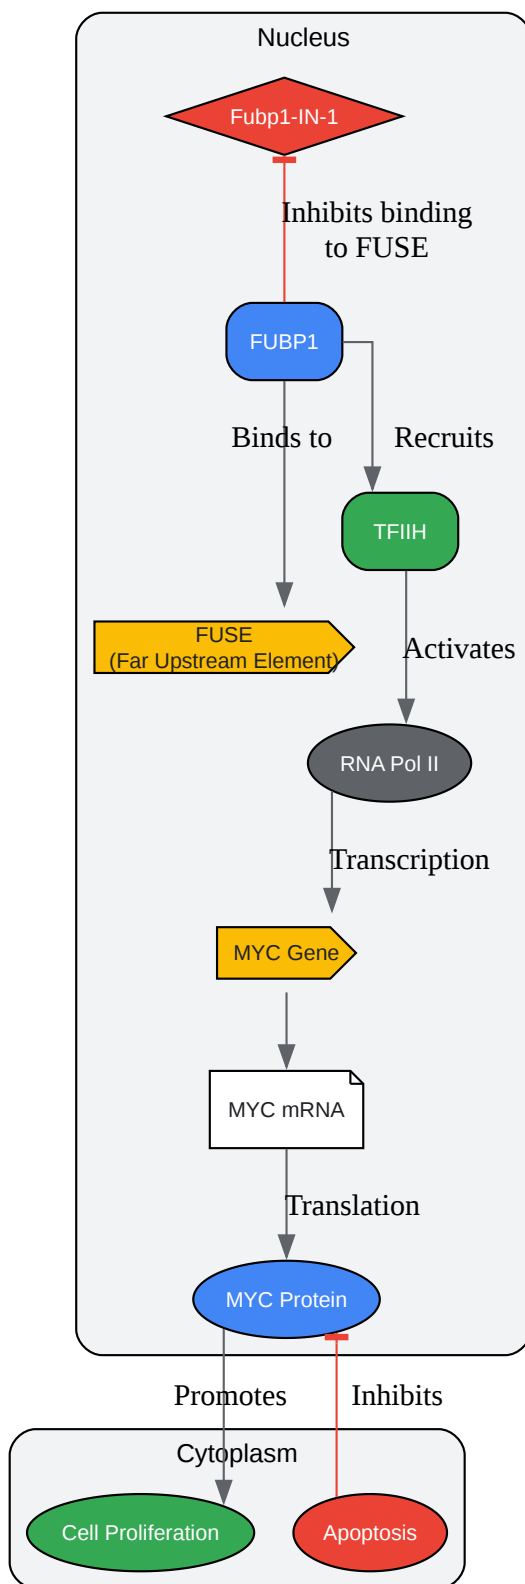 Nucleus
Fubp1-IN-1
Inhibits binding
to FUSE
FUBP1
Binds to
Recruits
TFIIH
FUSE
(Far Upstream Element)
Activates
RNA Pol II
Transcription
MYC Gene
MYC mRNA
Translation
MYC Protein
Promotes
Inhibits
Cytoplasm
Cell Proliferation
Apoptosis